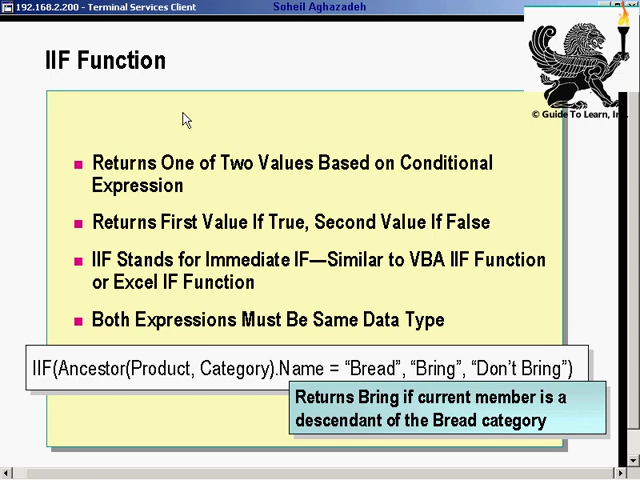 192.168.2.200 - Terminal Services Client
Soheil Aghazadeh
IIF Function
© Guide To Learn, Inc.
Returns One of Two Values Based on Conditional
Expression
Returns First Value If True, Second Value If False
IIF Stands for Immediate IF—Similar to VBA IIF Function
or Excel IF Function
Both Expressions Must Be Same Data Type
IIF(Ancestor(Product, Category).Name = “Bread”, “Bring”, “Don’t Bring”)
Returns Bring if current member is a
descendant of the Bread category